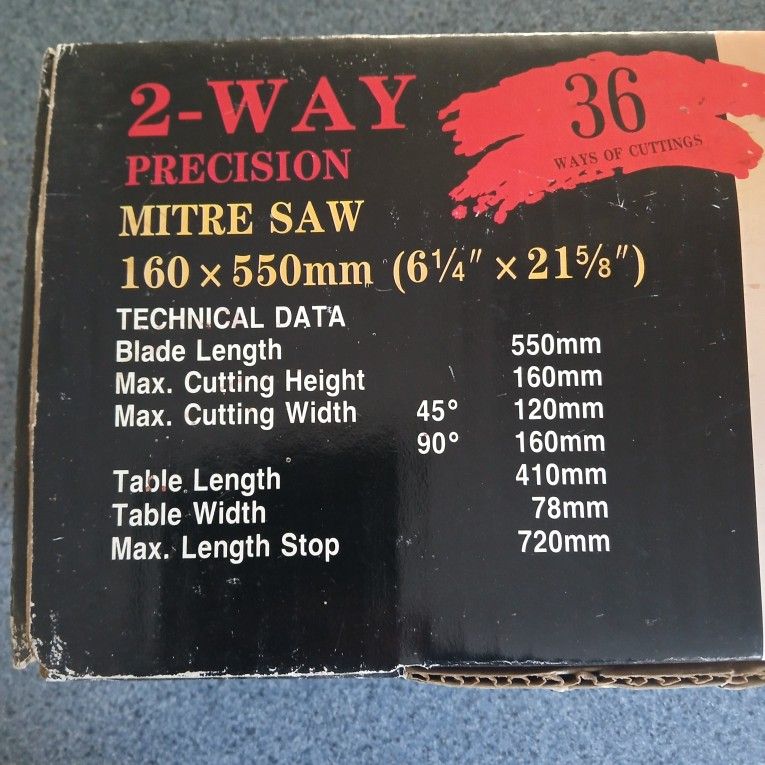 2-WAY
PRECISION
MITRE SAW
160 × 550mm (6¼" × 21⅝")
36
WAYS OF CUTTINGS
TECHNICAL DATA
Blade Length 550mm
Max. Cutting Height 160mm
Max. Cutting Width 45° 120mm
90° 160mm
Table Length 410mm
Table Width 78mm
Max. Length Stop 720mm